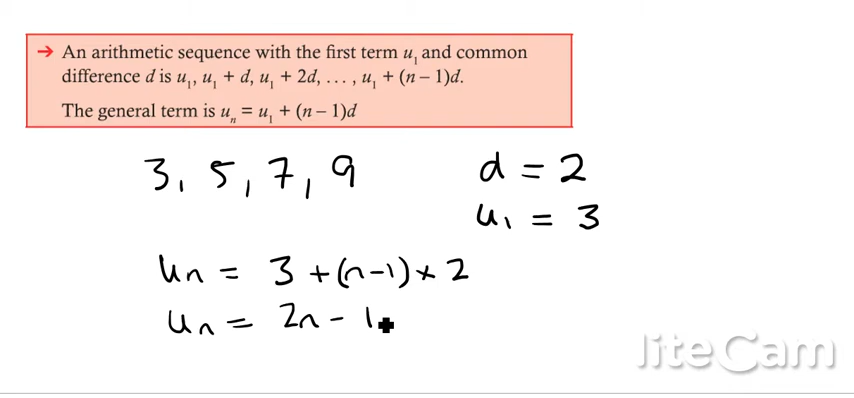 → An arithmetic sequence with the first term u₁ and common
difference d is u₁, u₁ + d, u₁ + 2d, ..., u₁ + (n – 1)d.
The general term is uₙ = u₁ + (n – 1)d
3, 5, 7, 9
d = 2
u₁ = 3
uₙ = 3 + (n-1) × 2
uₙ = 2n - 1
liteCam